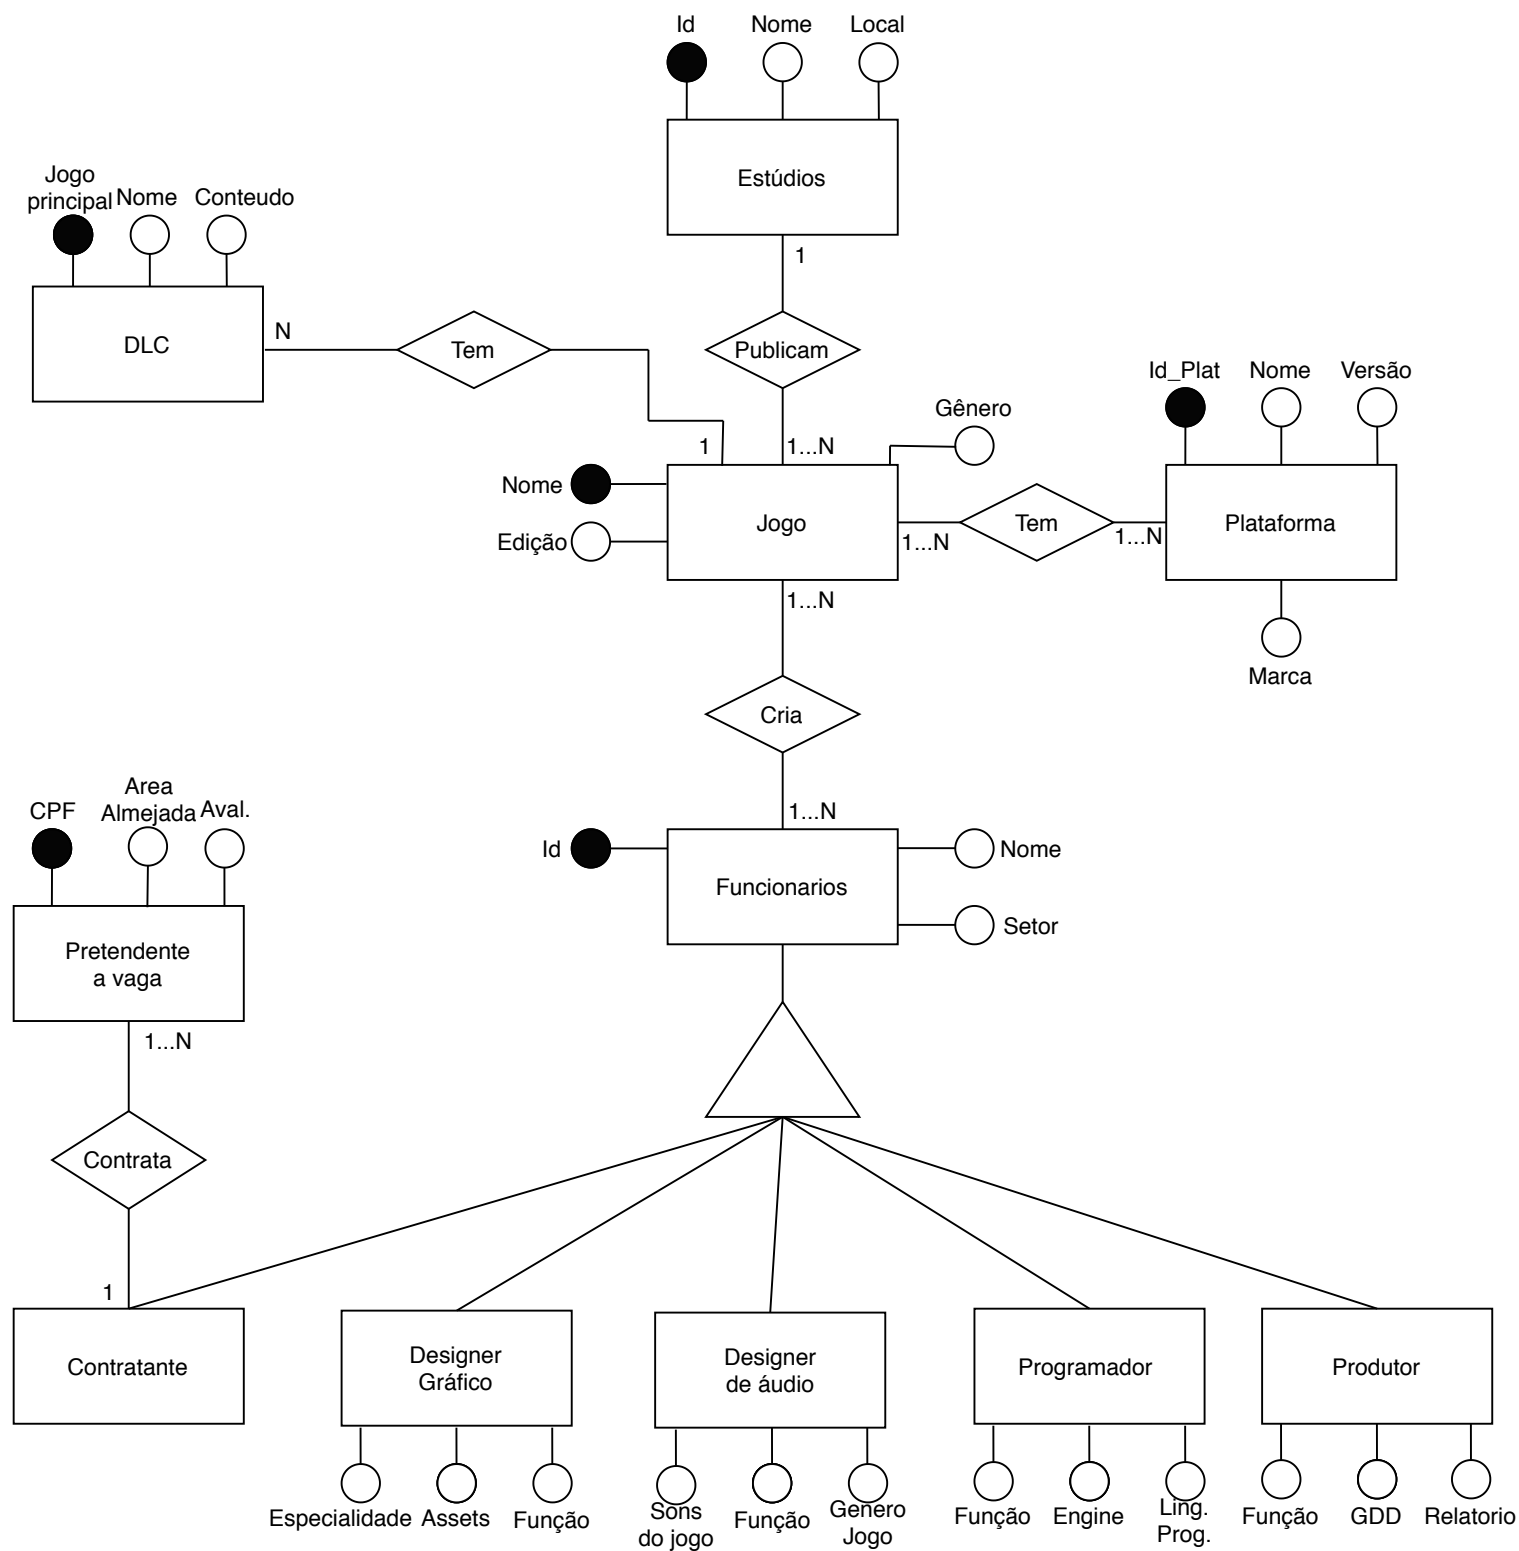 Id
Nome
Local
Estúdios
1
Jogo
principal
Nome
Conteudo
DLC
N
Tem
Publicam
1
1...N
Gênero
Id_Plat
Nome
Versão
Nome
Edição
Jogo
1...N
Tem
1...N
Plataforma
Marca
1...N
Cria
1...N
CPF
Area
Almejada
Aval.
Id
Funcionarios
Nome
Setor
Pretendente
a vaga
1...N
Contrata
1
Contratante
Designer
Gráfico
Designer
de áudio
Programador
Produtor
Especialidade
Assets
Função
Sons
do jogo
Função
Genero
Jogo
Função
Engine
Ling.
Prog.
Função
GDD
Relatorio